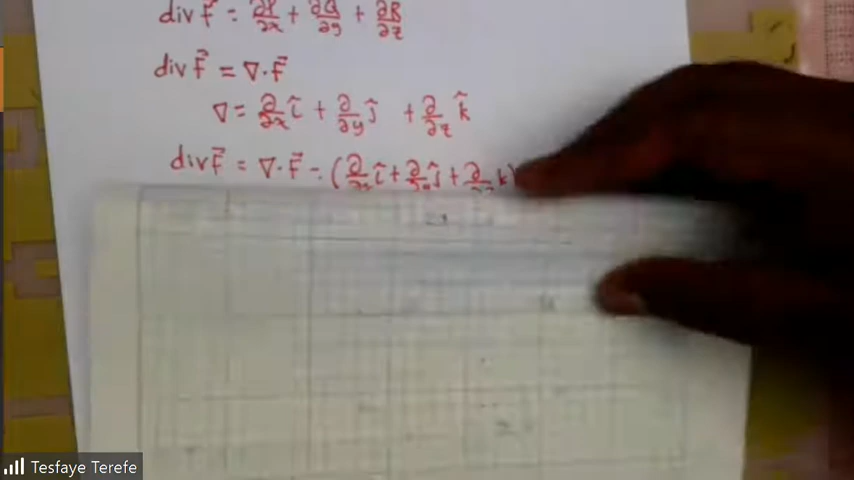 div F⃗ = ∂P/∂x + ∂Q/∂y + ∂R/∂z
div F⃗ = ∇·F⃗
∇ = ∂/∂x î + ∂/∂y ĵ + ∂/∂z k̂
div F⃗ = ∇·F⃗ = (∂/∂x î + ∂/∂y ĵ + ∂/∂z k)
Tesfaye Terefe